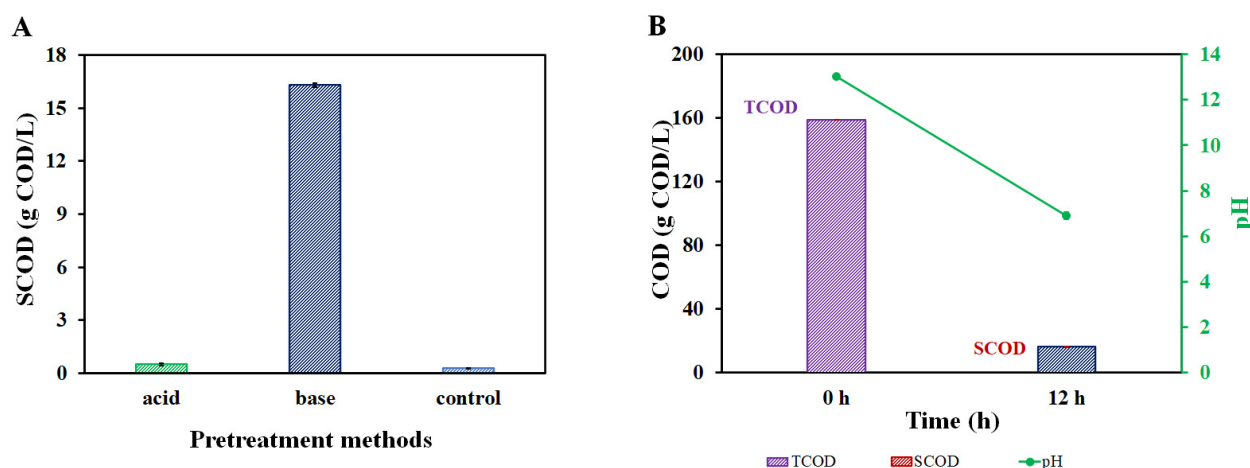 A
SCOD (g COD/L)
18
15
12
9
6
3
0
acid base control
Pretreatment methods
B
COD (g COD/L)
200
160
120
80
40
0
TCOD
SCOD
14
12
10
8
6
4
2
0
pH
0 h 12 h
Time (h)
TCOD SCOD pH